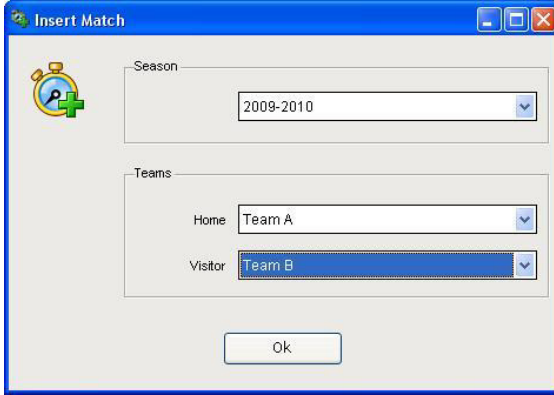 Insert Match
Season
2009-2010
Teams
Home Team A
Visitor Team B
Ok